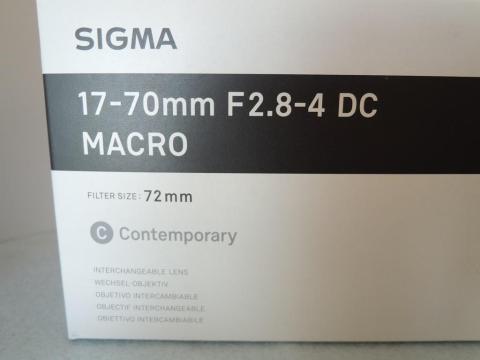 SIGMA
17-70mm F2.8-4 DC
MACRO
FILTER SIZE: 72mm
C Contemporary
INTERCHANGEABLE LENS
WECHSEL-OBJEKTIV
OBJETIVO INTERCAMBIABLE
OBJECTIF INTERCHANGEABLE
OBIETTIVO INTERCAMBIABILE